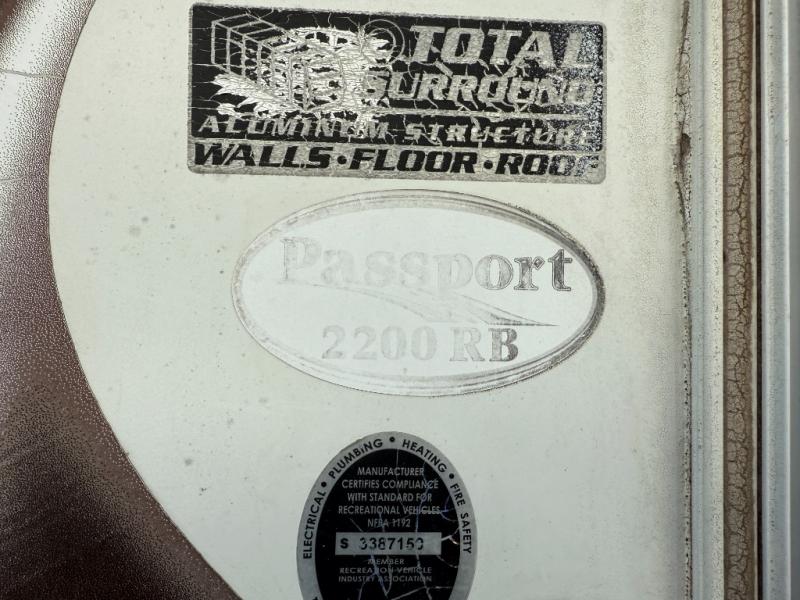 TOTAL
SURROUND
ALUMINUM STRUCTURE
WALLS • FLOOR • ROOF
Passport
2200 RB
ELECTRICAL • PLUMBING • HEATING • FIRE SAFETY
MANUFACTURER
CERTIFIES COMPLIANCE
WITH STANDARD FOR
RECREATIONAL VEHICLES
NFPA 1192
S 3387153
MEMBER
RECREATION VEHICLE
INDUSTRY ASSOCIATION